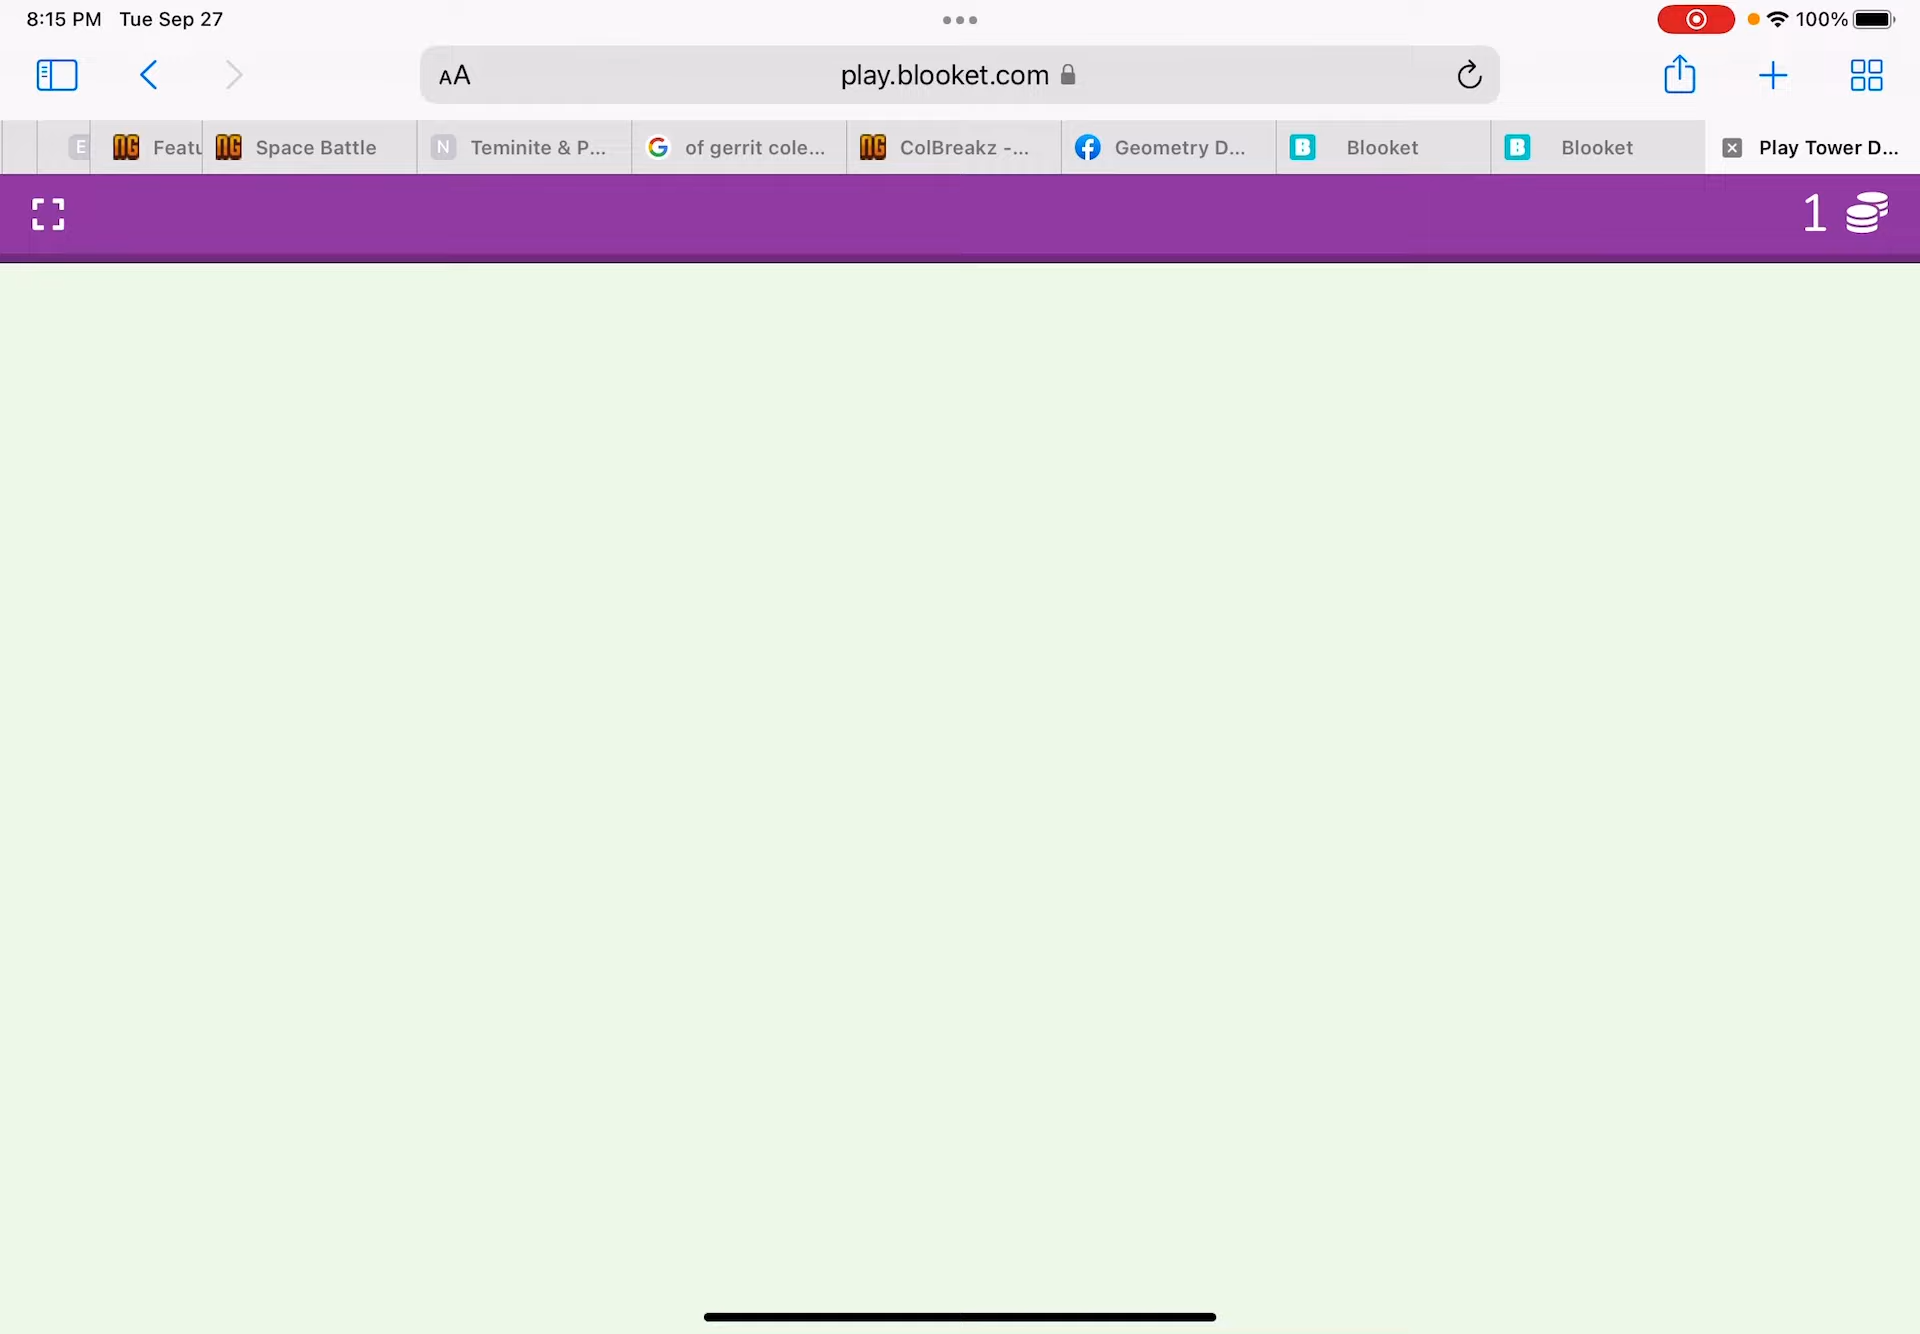 8:15 PM Tue Sep 27
100%
AA play.blooket.com
E Featu Space Battle N Teminite & P... of gerrit cole... ColBreakz -... Geometry D... B Blooket B Blooket Play Tower D...
1